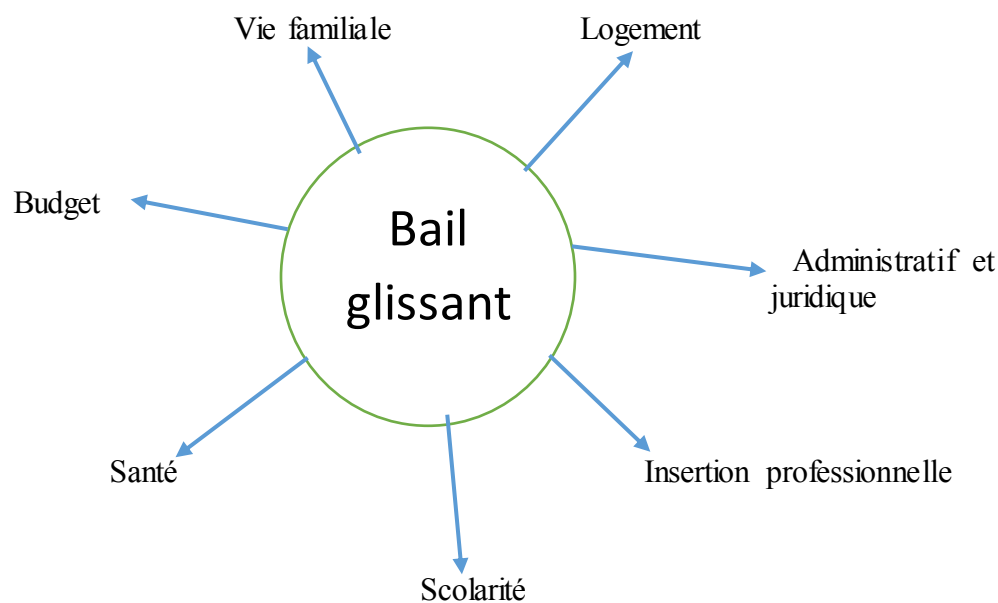 Vie familiale
Logement
Budget
Bail
glissant
Administratif et
juridique
Santé
Insertion professionnelle
Scolarité